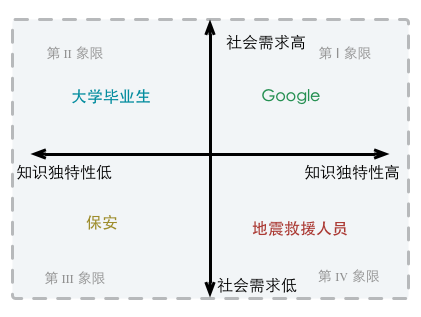 社会需求高
第 II 象限
第 I 象限
大学毕业生
Google
知识独特性低
知识独特性高
保安
地震救援人员
第 III 象限
第 IV 象限
社会需求低